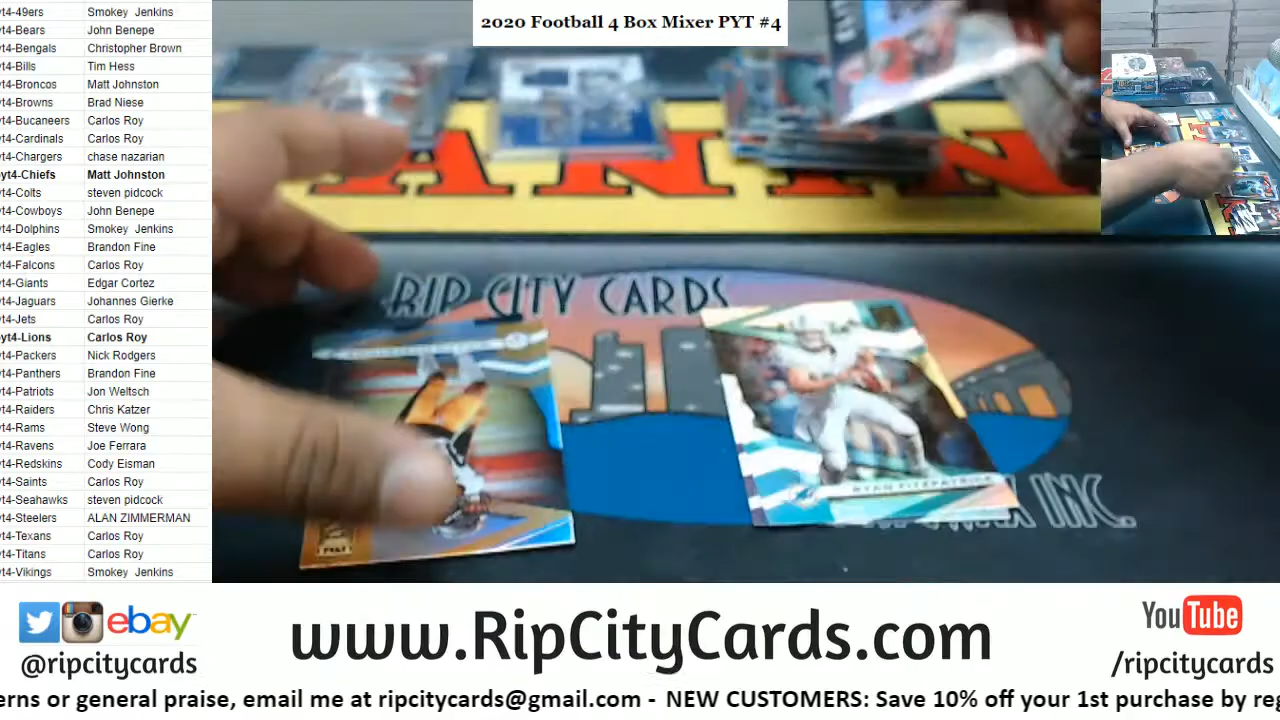 2020 Football 4 Box Mixer PYT #4
yt4-49ers Smokey Jenkins
yt4-Bears John Benepe
yt4-Bengals Christopher Brown
yt4-Bills Tim Hess
yt4-Broncos Matt Johnston
yt4-Browns Brad Niese
yt4-Bucaneers Carlos Roy
yt4-Cardinals Carlos Roy
yt4-Chargers chase nazarian
yt4-Chiefs Matt Johnston
yt4-Colts steven pidcock
yt4-Cowboys John Benepe
yt4-Dolphins Smokey Jenkins
yt4-Eagles Brandon Fine
yt4-Falcons Carlos Roy
yt4-Giants Edgar Cortez
yt4-Jaguars Johannes Gierke
yt4-Jets Carlos Roy
yt4-Lions Carlos Roy
yt4-Packers Nick Rodgers
yt4-Panthers Brandon Fine
yt4-Patriots Jon Weltsch
yt4-Raiders Chris Katzer
yt4-Rams Steve Wong
yt4-Ravens Joe Ferrara
yt4-Redskins Cody Eisman
yt4-Saints Carlos Roy
yt4-Seahawks steven pidcock
yt4-Steelers ALAN ZIMMERMAN
yt4-Texans Carlos Roy
yt4-Titans Carlos Roy
yt4-Vikings Smokey Jenkins
ANIN
RIP CITY CARDS
RYAN FITZPATRICK
INC.
ebay
@ripcitycards
www.RipCityCards.com
YouTube
/ripcitycards
erns or general praise, email me at ripcitycards@gmail.com - NEW CUSTOMERS: Save 10% off your 1st purchase by reg